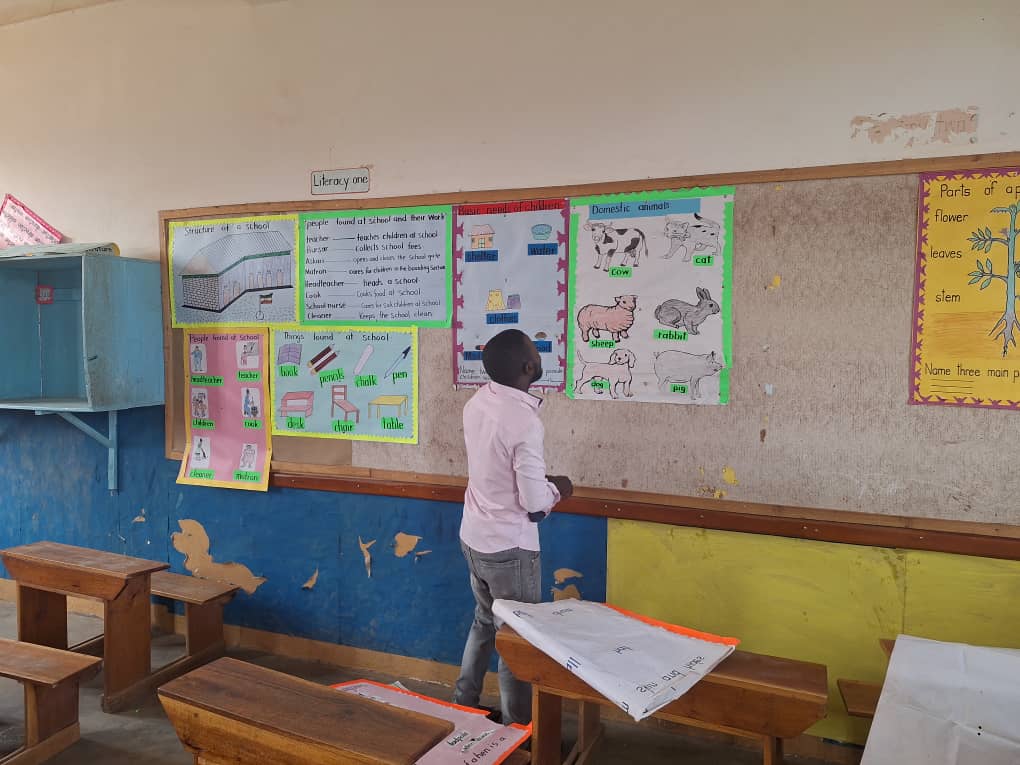 Literacy one
Structure of a school
people found at school and their work
teacher — teaches children at school
Bursar — Collects school fees
Askari — opens and closes the school gate
Matron — cares for children in the boarding section
Headteacher — heads a school
Cook — Cooks food at school
School nurse — Cares for sick children at school
Cleaner — Keeps the school clean
Basic needs of children
shelter
water
clothes
Name
Domestic animals
cow
cat
sheep
rabbit
dog
pig
Parts of a p
flower
leaves
stem
Name three main p
People found at school
headteacher
teacher
children
cook
cleaner
Matron
Things found at school
book
pencils
chalk
pen
desk
chair
table
of a hen is a